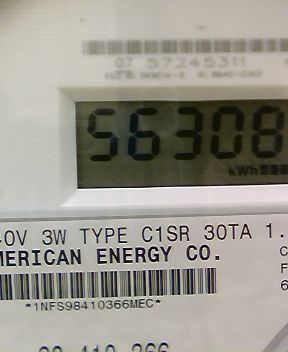 07 57245311
56308
kWh
0V 3W TYPE C1SR 30TA 1.
MERICAN ENERGY CO.
*1NFS98410366MEC*